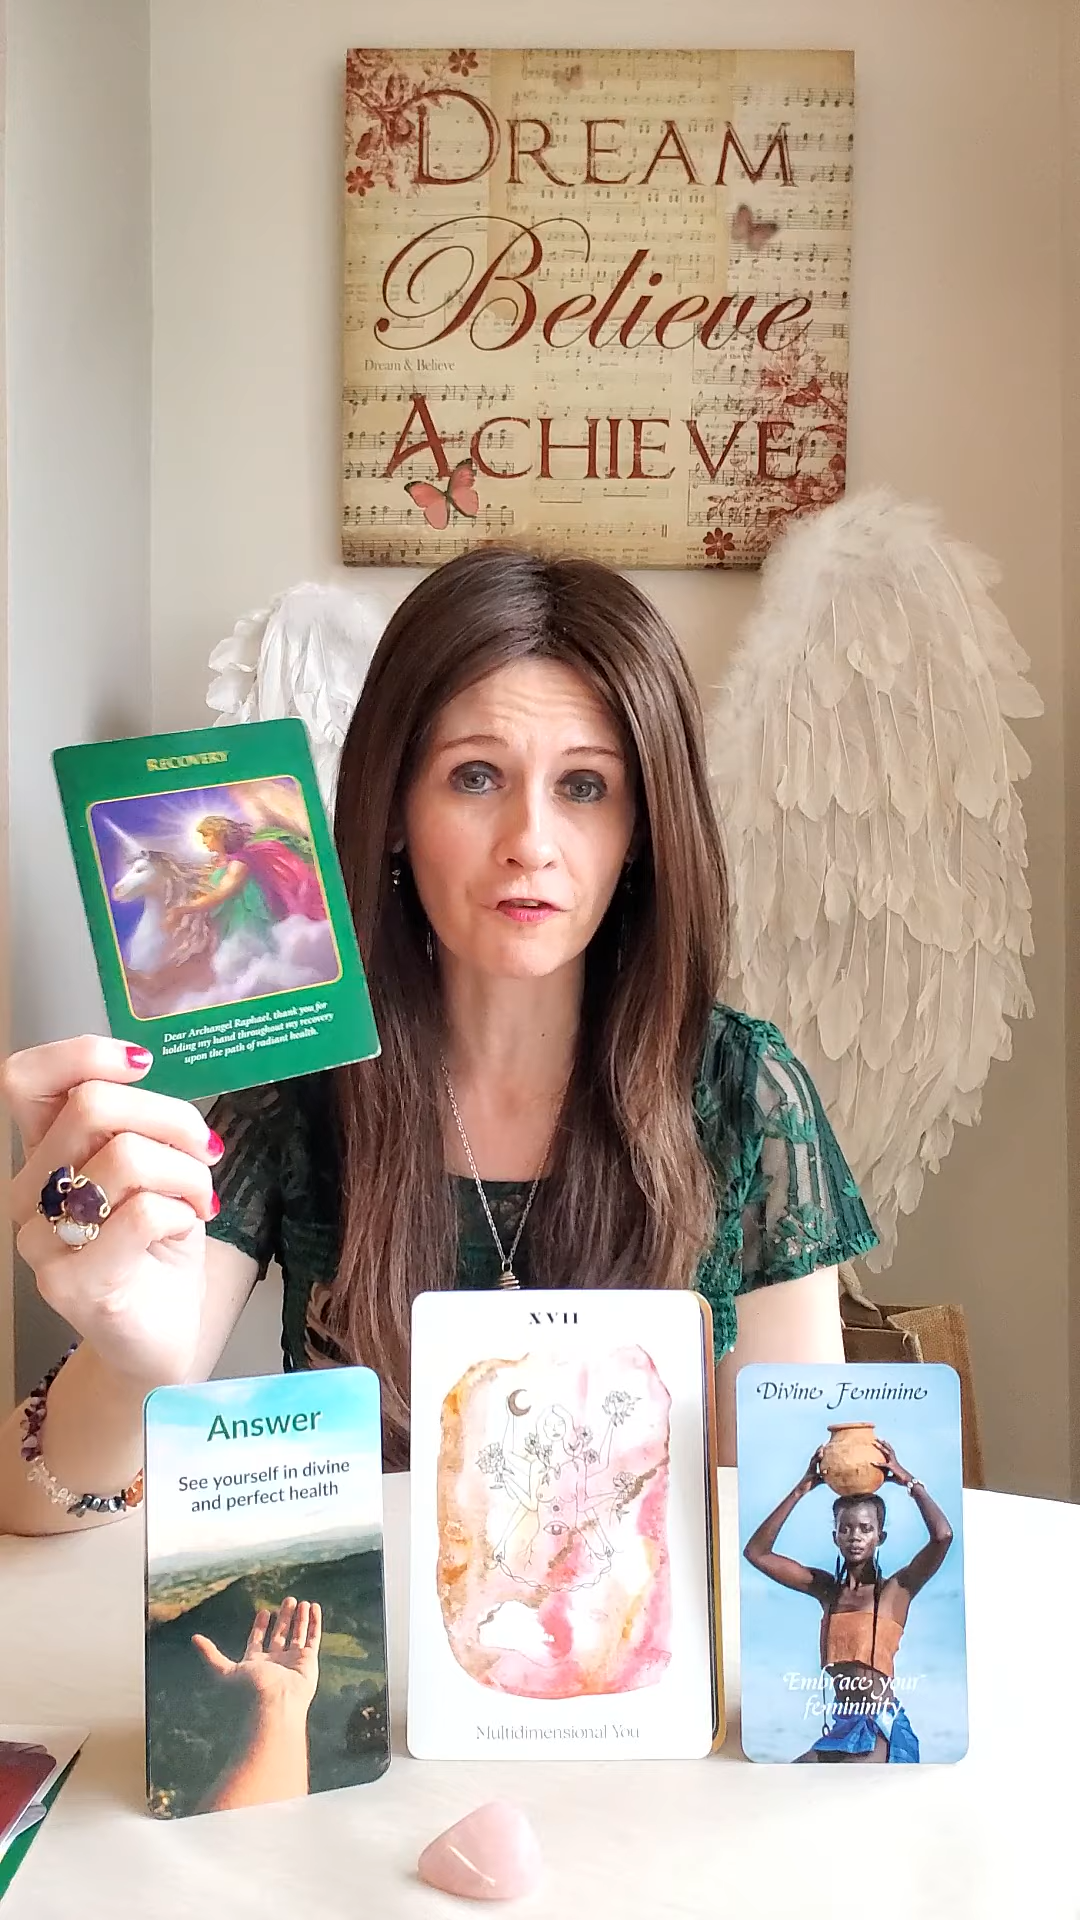 DREAM
Believe
Dream & Believe
ACHIEVE
RECOVERY
Dear Archangel Raphael, thank you for
holding my hand throughout my recovery
upon the path of radiant health.
XVII
Multidimensional You
Answer
See yourself in divine
and perfect health
Divine Feminine
Embrace your
femininity